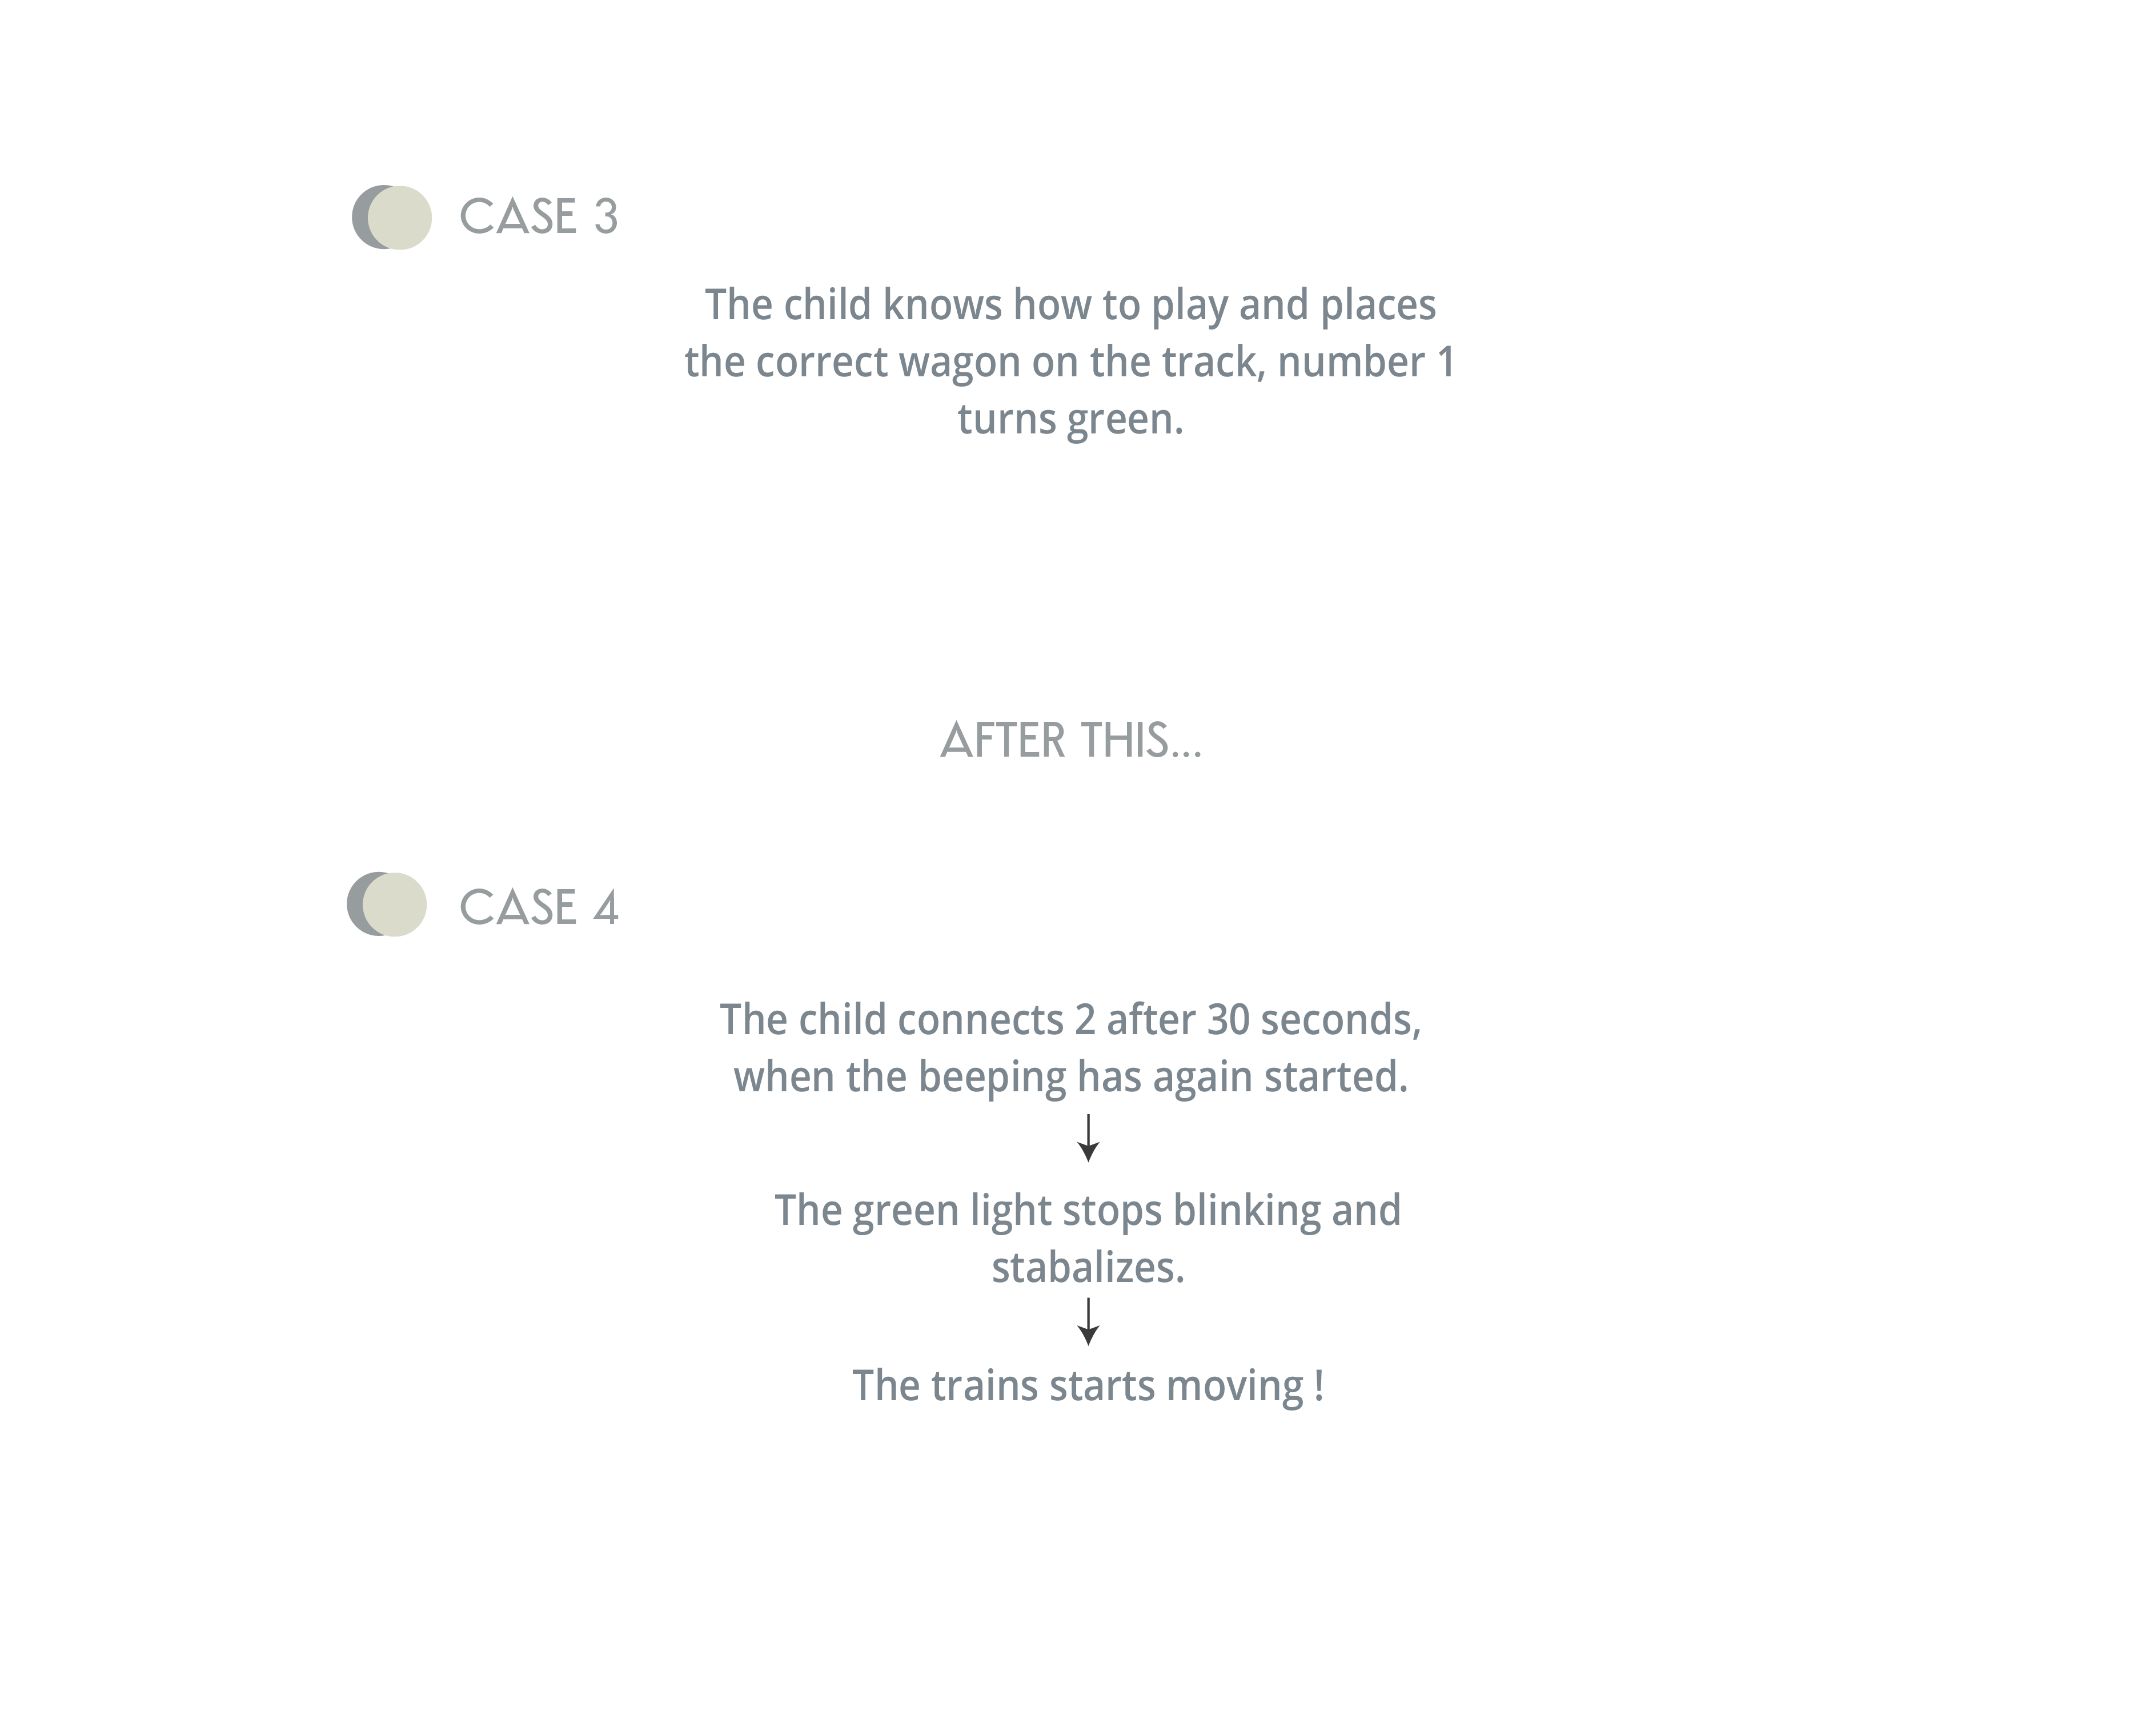 CASE 3
The child knows how to play and places
the correct wagon on the track, number 1
turns green.
AFTER THIS...
CASE 4
The child connects 2 after 30 seconds,
when the beeping has again started.
The green light stops blinking and
stabalizes.
The trains starts moving !